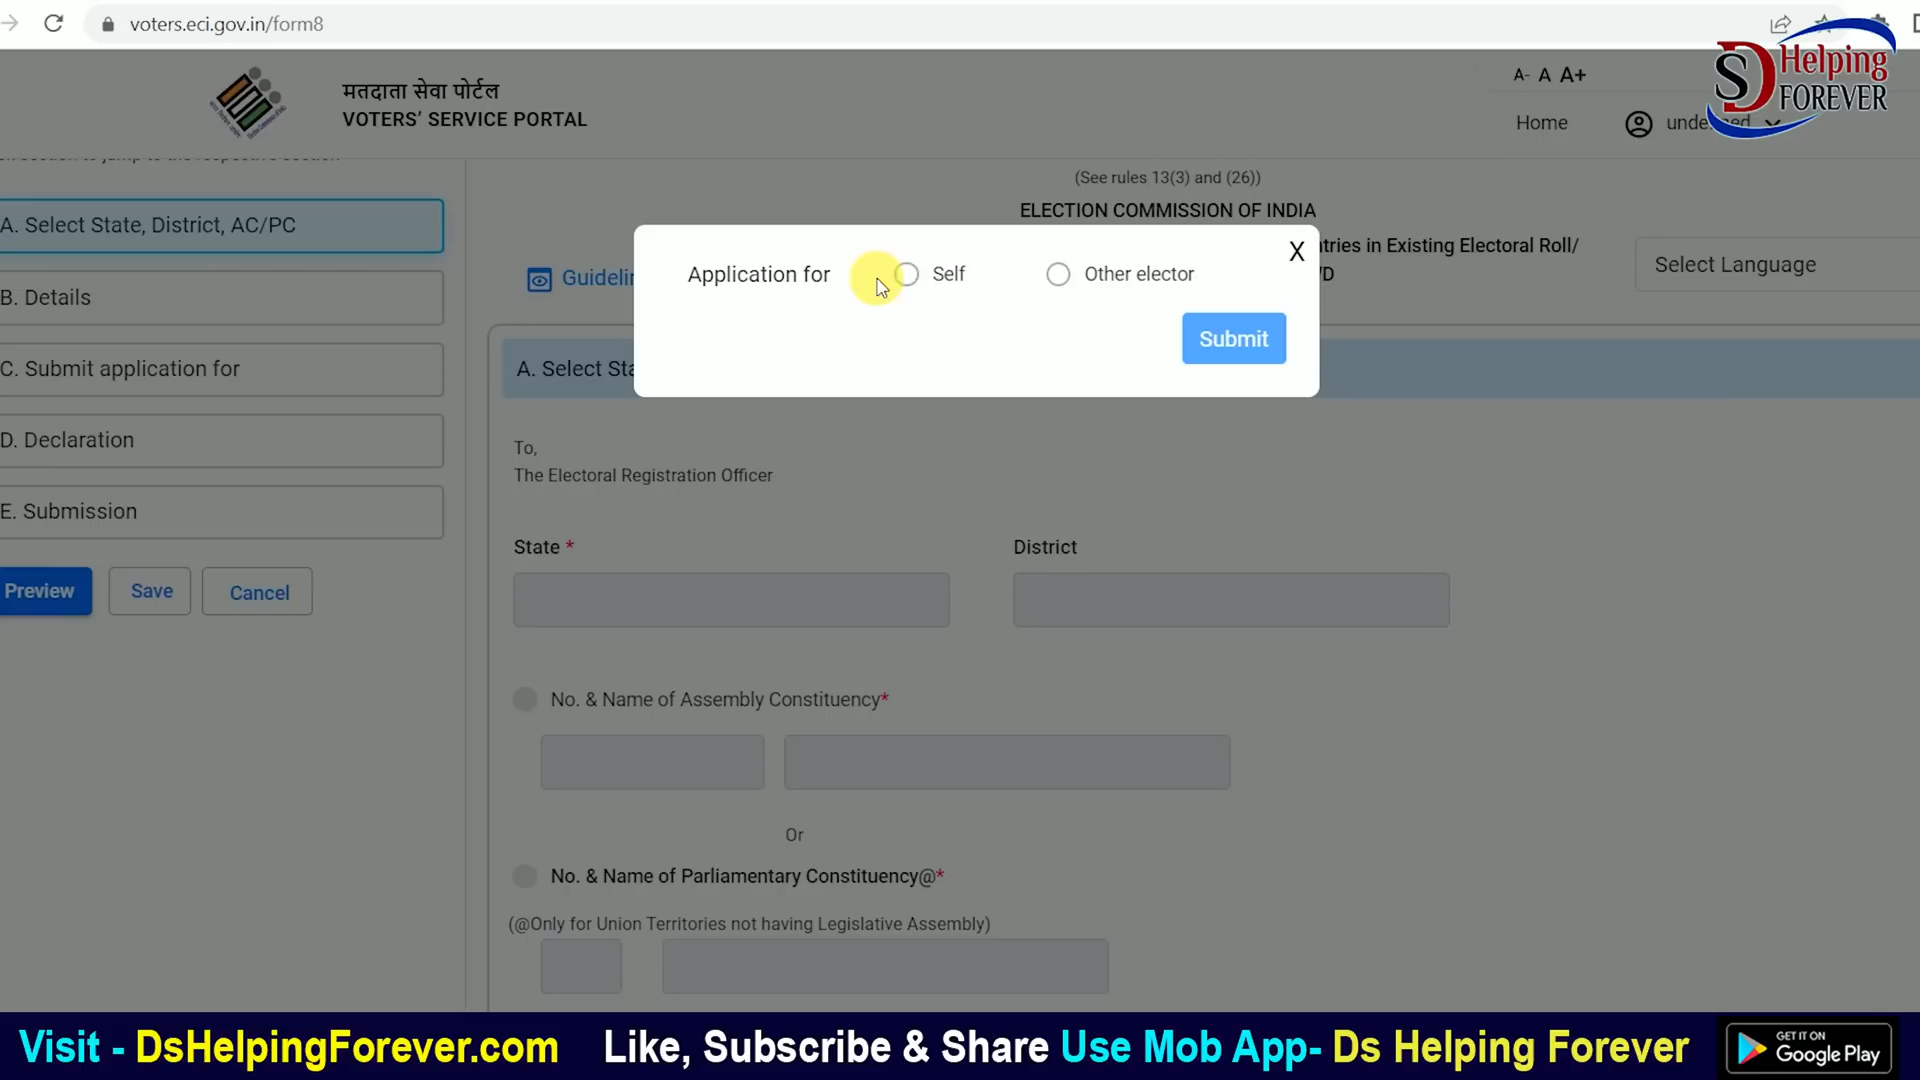 voters.eci.gov.in/form8
Helping
SD FOREVER
मतदाता सेवा पोर्टल
VOTERS' SERVICE PORTAL
A- A A+
Home
(See rules 13(3) and (26))
ELECTION COMMISSION OF INDIA
ntries in Existing Electoral Roll/
Select Language
Guidelin
X
Application for Self Other elector
Submit
A. Select State, District, AC/PC
B. Details
C. Submit application for
D. Declaration
E. Submission
Preview Save Cancel
A. Select Sta
To,
The Electoral Registration Officer
State * District
No. & Name of Assembly Constituency*
Or
No. & Name of Parliamentary Constituency@*
(@Only for Union Territories not having Legislative Assembly)
Visit - DsHelpingForever.com Like, Subscribe & Share Use Mob App- Ds Helping Forever
GET IT ON
Google Play